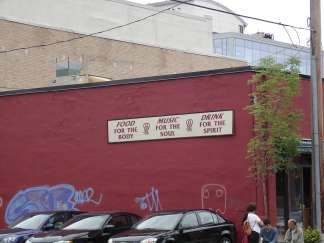 FOOD
FOR THE
BODY
MUSIC
FOR THE
SOUL
DRINK
FOR THE
SPIRIT